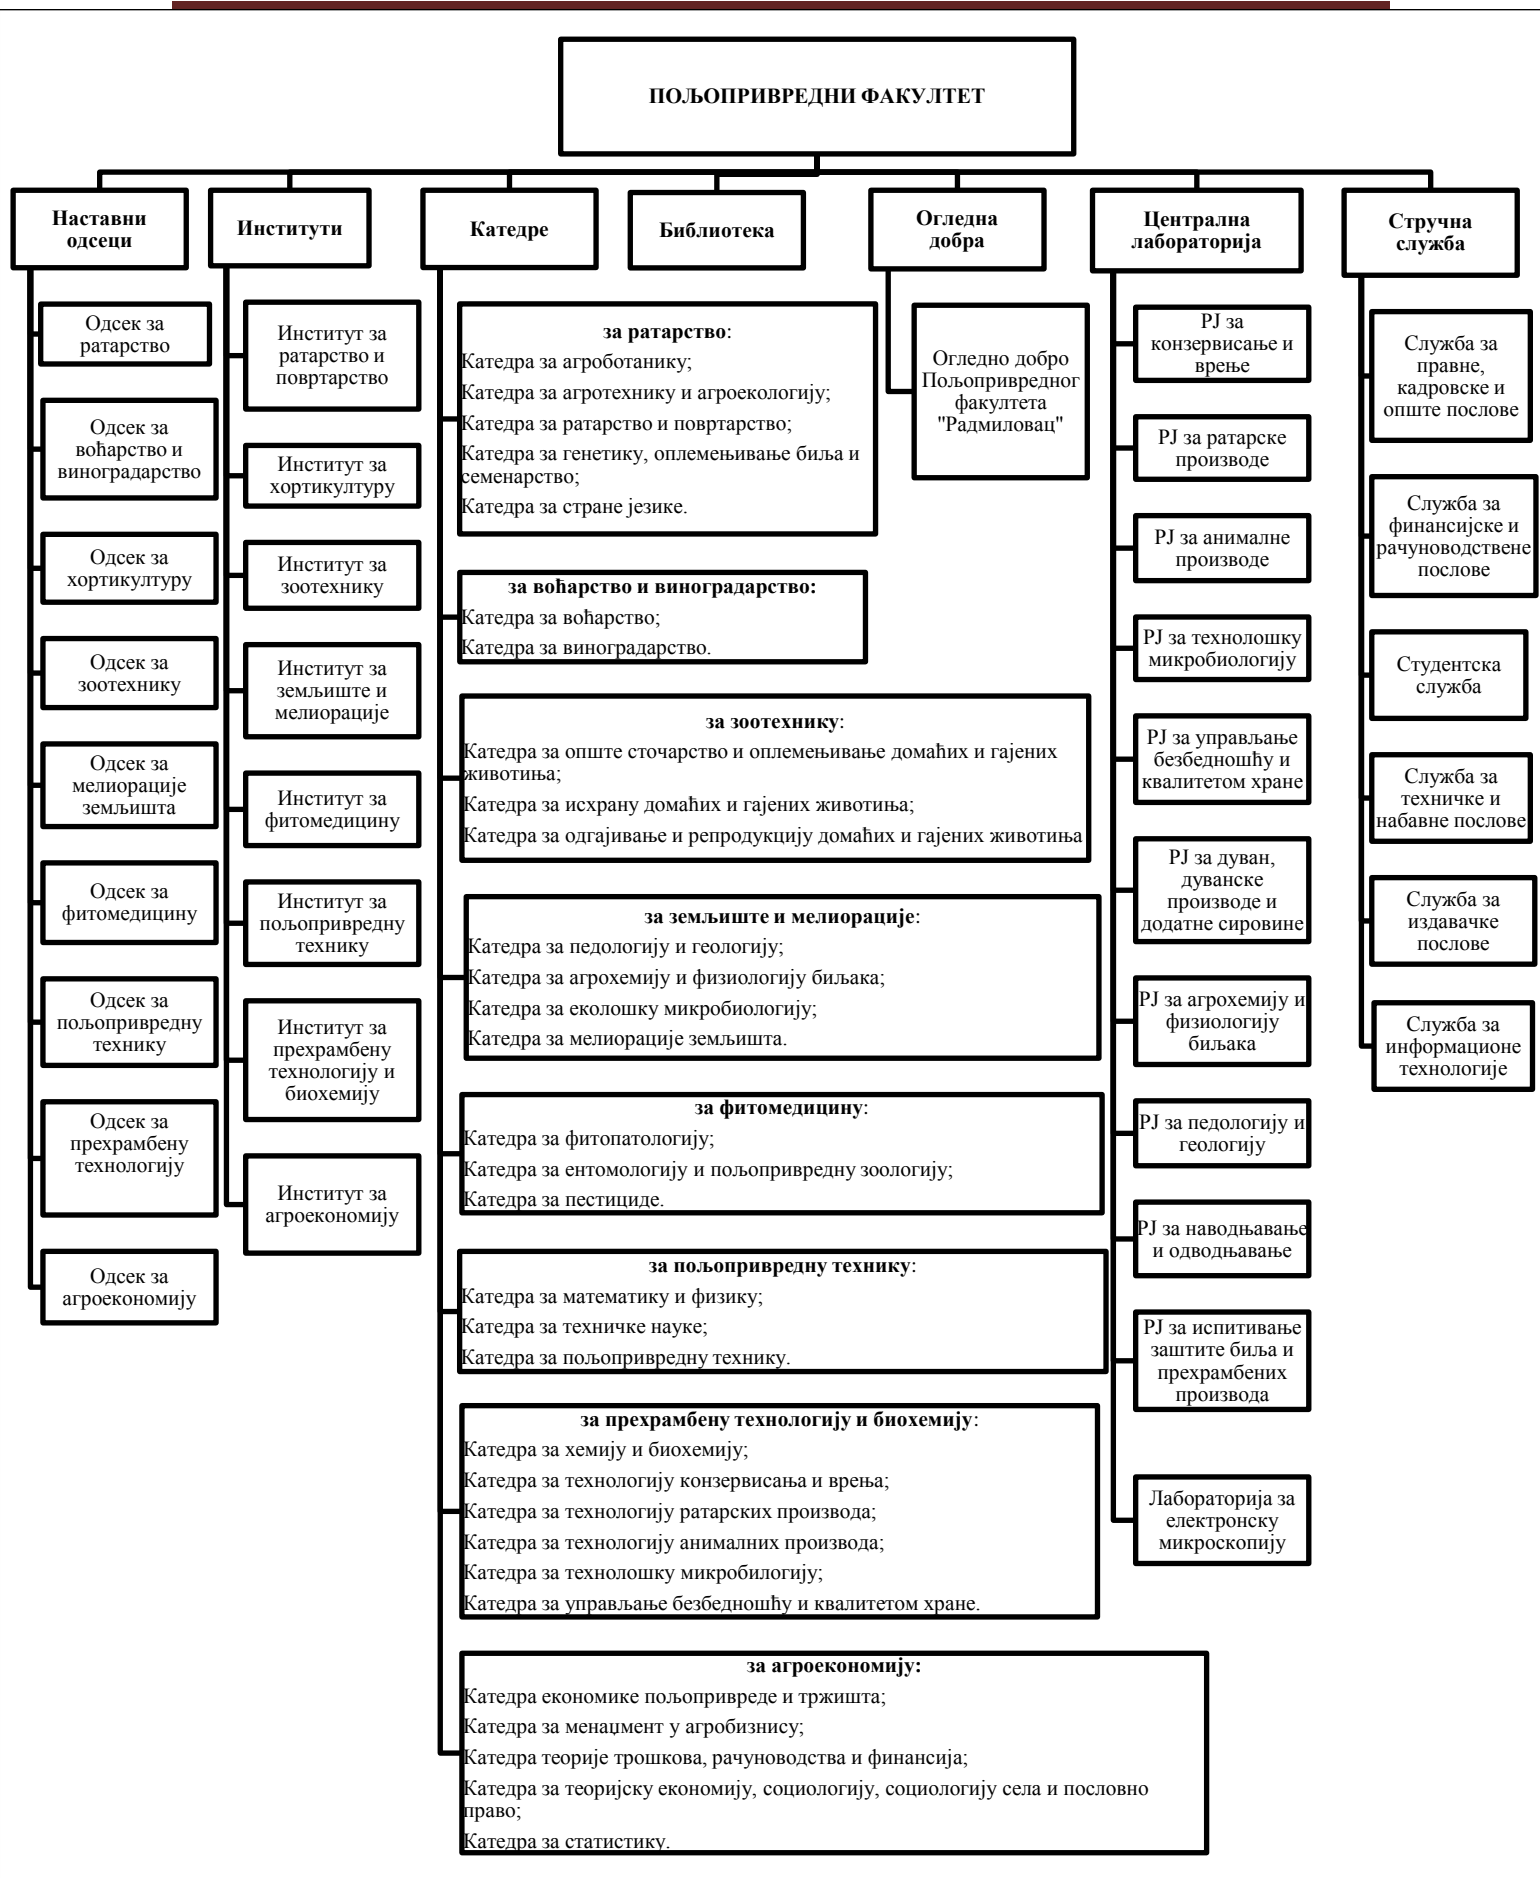 ПОЉОПРИВРЕДНИ ФАКУЛТЕТ
Наставни
одсеци
Одсек за
ратарство
Одсек за
воћарство и
виноградарство
Одсек за
хортикултуру
Одсек за
зоотехнику
Одсек за
мелиорације
земљишта
Одсек за
фитомедицину
Одсек за
пољопривредну
технику
Одсек за
прехрамбену
технологију
Одсек за
агроекономију
Институти
Институт за
ратарство и
повртарство
Институт за
хортикултуру
Институт за
зоотехнику
Институт за
земљиште и
мелиорације
Институт за
фитомедицину
Институт за
пољопривредну
технику
Институт за
прехрамбену
технологију и
биохемију
Институт за
агроекономију
Катедре
за ратарство:
Катедра за агроботанику;
Катедра за агротехнику и агроекологију;
Катедра за ратарство и повртарство;
Катедра за генетику, оплемењивање биља и
семенарство;
Катедра за стране језике.
за воћарство и виноградарство:
Катедра за воћарство;
Катедра за виноградарство.
за зоотехнику:
Катедра за опште сточарство и оплемењивање домаћих и гајених
животиња;
Катедра за исхрану домаћих и гајених животиња;
Катедра за одгајивање и репродукцију домаћих и гајених животиња
за земљиште и мелиорације:
Катедра за педологију и геологију;
Катедра за агрохемију и физиологију биљака;
Катедра за еколошку микробиологију;
Катедра за мелиорације земљишта.
за фитомедицину:
Катедра за фитопатологију;
Катедра за ентомологију и пољопривредну зоологију;
Катедра за пестициде.
за пољопривредну технику:
Катедра за математику и физику;
Катедра за техничке науке;
Катедра за пољопривредну технику.
за прехрамбену технологију и биохемију:
Катедра за хемију и биохемију;
Катедра за технологију конзервисања и врења;
Катедра за технологију ратарских производа;
Катедра за технологију анималних производа;
Катедра за технолошку микробилогију;
Катедра за управљање безбедношћу и квалитетом хране.
за агроекономију:
Катедра економике пољопривреде и тржишта;
Катедра за менаџмент у агробизнису;
Катедра теорије трошкова, рачуноводства и финансија;
Катедра за теоријску економију, социологију, социологију села и пословно
право;
Катедра за статистику.
Библиотека
Огледна
добра
Огледно добро
Пољопривредног
факултета
"Радмиловац"
Централна
лабораторија
РЈ за
конзервисање и
врење
РЈ за ратарске
производе
РЈ за анималне
производе
РЈ за технолошку
микробиологију
РЈ за управљање
безбедношћу и
квалитетом хране
РЈ за дуван,
дуванске
производе и
додатне сировине
РЈ за агрохемију и
физиологију
биљака
РЈ за педологију и
геологију
РЈ за наводњавање
и одводњавање
РЈ за испитивање
заштите биља и
прехрамбених
производа
Лабораторија за
електронску
микроскопију
Стручна
служба
Служба за
правне,
кадровске и
опште послове
Служба за
финансијске и
рачуноводствене
послове
Студентска
служба
Служба за
техничке и
набавне послове
Служба за
издавачке
послове
Служба за
информационе
технологије